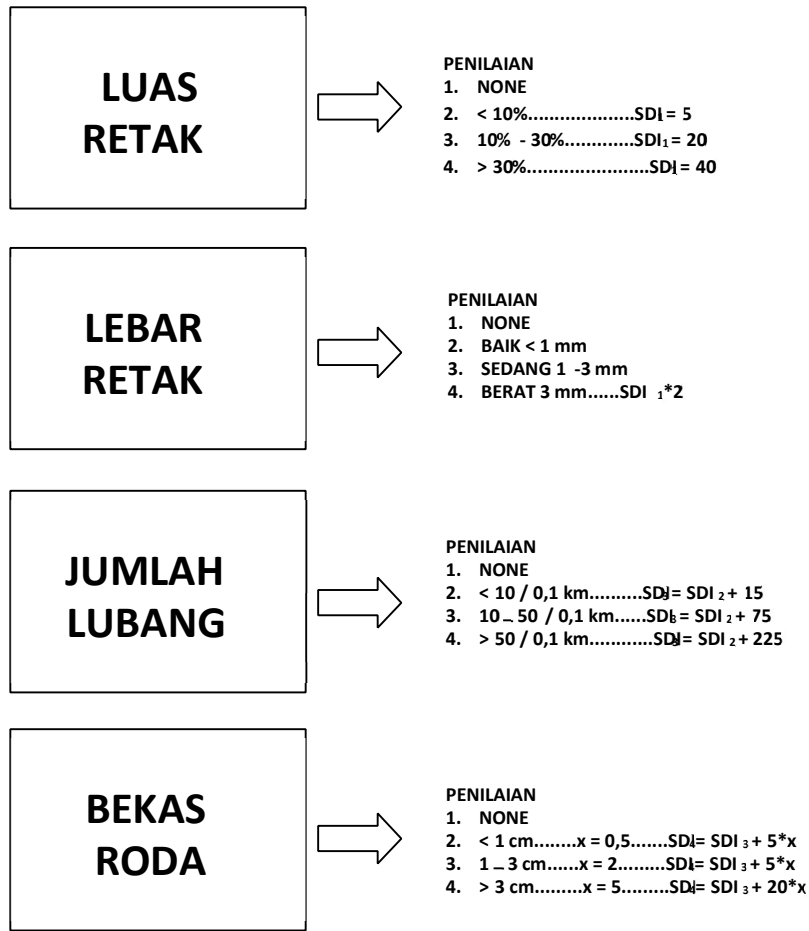 LUAS
RETAK
PENILAIAN
1. NONE
2. < 10%....................SDI₁ = 5
3. 10% - 30%.............SDI₁ = 20
4. > 30%......................SDI₁ = 40
LEBAR
RETAK
PENILAIAN
1. NONE
2. BAIK < 1 mm
3. SEDANG 1 -3 mm
4. BERAT 3 mm......SDI ₁*2
JUMLAH
LUBANG
PENILAIAN
1. NONE
2. < 10 / 0,1 km..........SDI₃ = SDI ₂ + 15
3. 10 – 50 / 0,1 km......SDI₃ = SDI ₂ + 75
4. > 50 / 0,1 km............SDI₃ = SDI ₂ + 225
BEKAS
RODA
PENILAIAN
1. NONE
2. < 1 cm........x = 0,5.......SDI₄ = SDI ₃ + 5*x
3. 1 – 3 cm......x = 2.........SDI₄ = SDI ₃ + 5*x
4. > 3 cm.........x = 5.........SDI₄ = SDI ₃ + 20*x